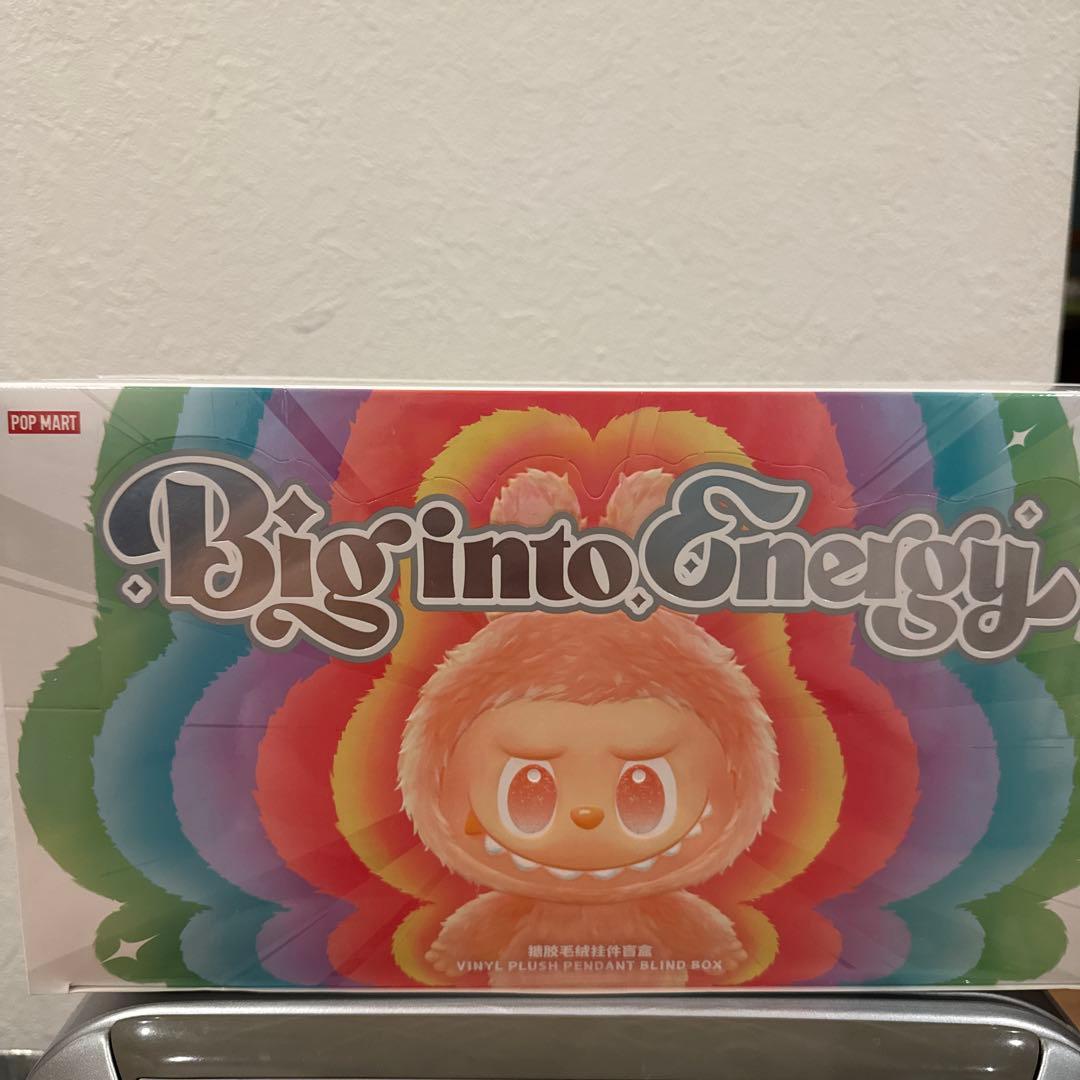 POP MART
Big into Energy
搪胶毛绒挂件盲盒
VINYL PLUSH PENDANT BLIND BOX